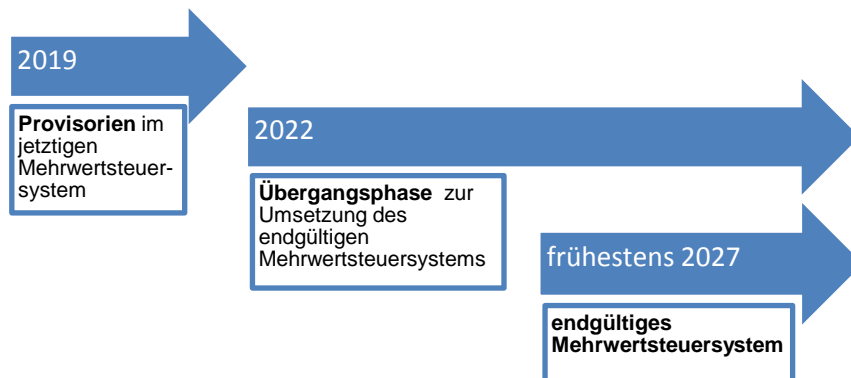 2019
Provisorien im
jetztigen
Mehrwertsteuer-
system
2022
Übergangsphase zur
Umsetzung des
endgültigen
Mehrwertsteuersystems
frühestens 2027
endgültiges
Mehrwertsteuersystem